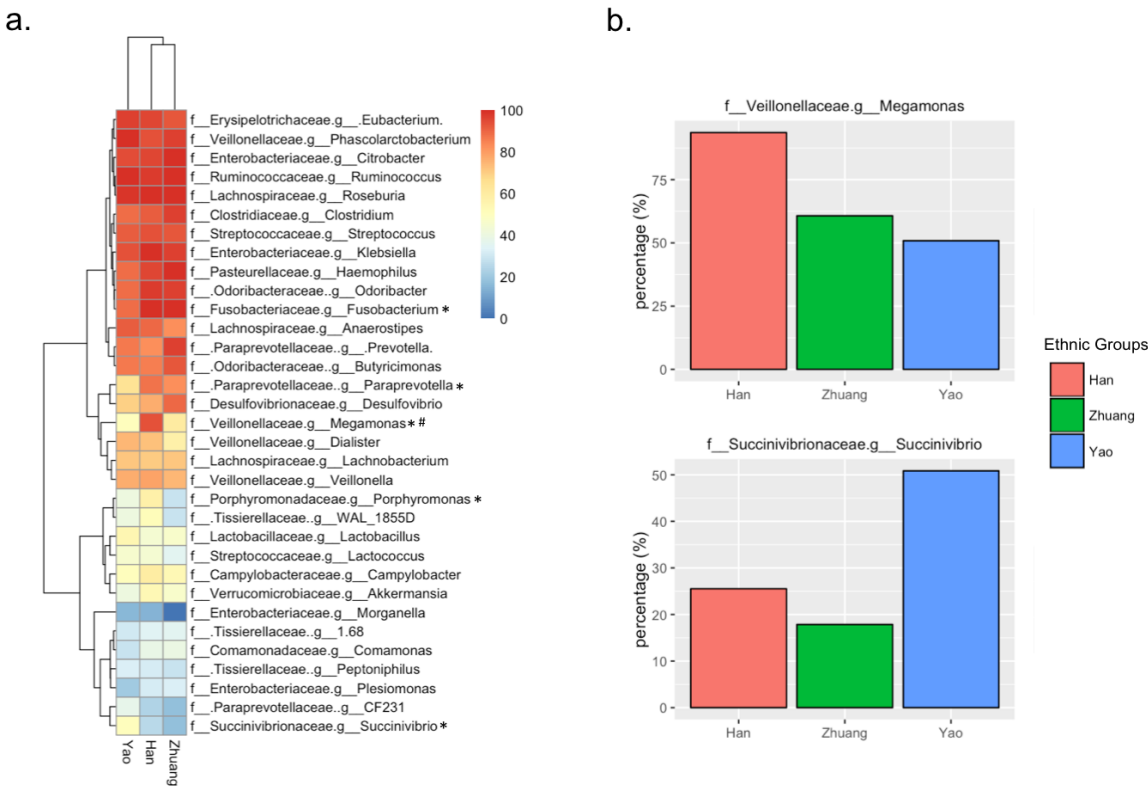 a.
100
80
60
40
20
0
f__Erysipelotrichaceae.g__.Eubacterium.
f__Veillonellaceae.g__Phascolarctobacterium
f__Enterobacteriaceae.g__Citrobacter
f__Ruminococcaceae.g__Ruminococcus
f__Lachnospiraceae.g__Roseburia
f__Clostridiaceae.g__Clostridium
f__Streptococcaceae.g__Streptococcus
f__Enterobacteriaceae.g__Klebsiella
f__Pasteurellaceae.g__Haemophilus
f__.Odoribacteraceae..g__Odoribacter
f__Fusobacteriaceae.g__Fusobacterium *
f__Lachnospiraceae.g__Anaerostipes
f__.Paraprevotellaceae..g__.Prevotella.
f__.Odoribacteraceae..g__Butyricimonas
f__.Paraprevotellaceae..g__Paraprevotella *
f__Desulfovibrionaceae.g__Desulfovibrio
f__Veillonellaceae.g__Megamonas * #
f__Veillonellaceae.g__Dialister
f__Lachnospiraceae.g__Lachnobacterium
f__Veillonellaceae.g__Veillonella
f__Porphyromonadaceae.g__Porphyromonas *
f__.Tissierellaceae..g__WAL_1855D
f__Lactobacillaceae.g__Lactobacillus
f__Streptococcaceae.g__Lactococcus
f__Campylobacteraceae.g__Campylobacter
f__Verrucomicrobiaceae.g__Akkermansia
f__Enterobacteriaceae.g__Morganella
f__.Tissierellaceae..g__1.68
f__Comamonadaceae.g__Comamonas
f__.Tissierellaceae..g__Peptoniphilus
f__Enterobacteriaceae.g__Plesiomonas
f__.Paraprevotellaceae..g__CF231
f__Succinivibrionaceae.g__Succinivibrio *
Yao
Han
Zhuang
b.
f__Veillonellaceae.g__Megamonas
percentage (%)
75
50
25
0
Han Zhuang Yao
f__Succinivibrionaceae.g__Succinivibrio
percentage (%)
50
40
30
20
10
0
Han Zhuang Yao
Ethnic Groups
Han
Zhuang
Yao